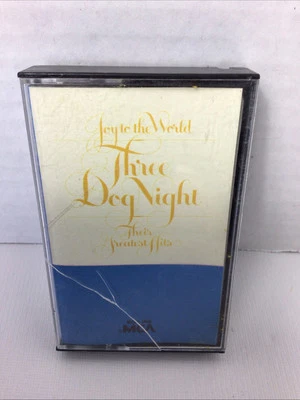 Joy to the World
Three
Dog Night
Their
Greatest Hits
MCA